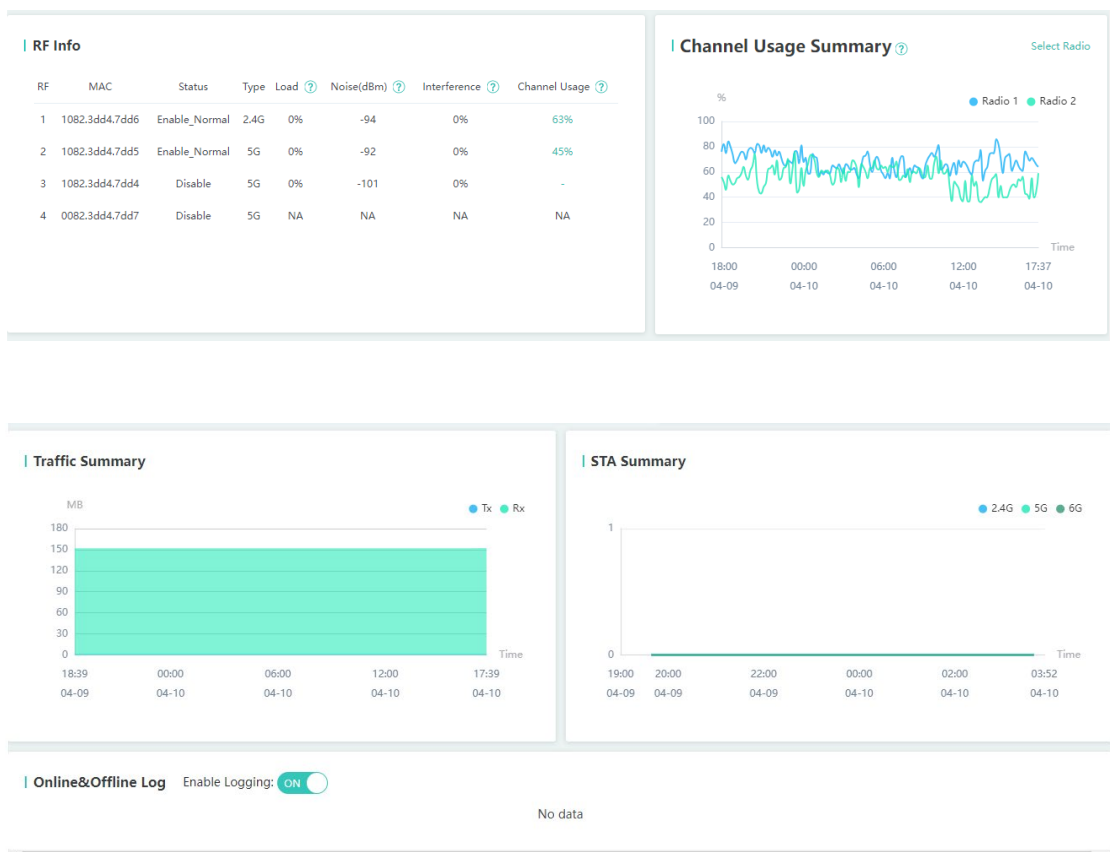 RF Info
RF MAC Status Type Load ? Noise(dBm) ? Interference ? Channel Usage ?
1 1082.3dd4.7dd6 Enable_Normal 2.4G 0% -94 0% 63%
2 1082.3dd4.7dd5 Enable_Normal 5G 0% -92 0% 45%
3 1082.3dd4.7dd4 Disable 5G 0% -101 0% -
4 0082.3dd4.7dd7 Disable 5G NA NA NA NA
Channel Usage Summary ? Select Radio
% Radio 1 Radio 2
100
80
60
40
20
0 Time
18:00 00:00 06:00 12:00 17:37
04-09 04-10 04-10 04-10 04-10
Traffic Summary
MB Tx Rx
180
150
120
90
60
30
0 Time
18:39 00:00 06:00 12:00 17:39
04-09 04-10 04-10 04-10 04-10
STA Summary
2.4G 5G 6G
1
0 Time
19:00 20:00 22:00 00:00 02:00 03:52
04-09 04-09 04-09 04-10 04-10 04-10
Online&Offline Log Enable Logging: ON
No data